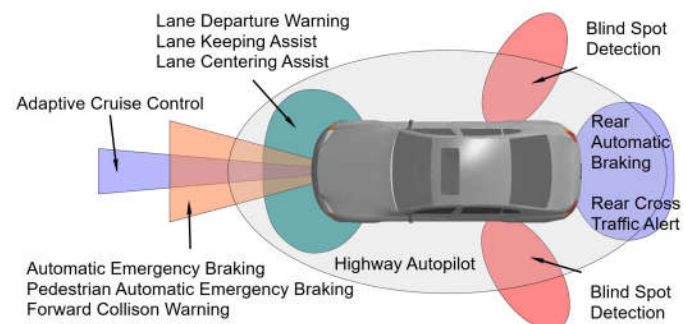 Lane Departure Warning
Lane Keeping Assist
Lane Centering Assist
Blind Spot
Detection
Adaptive Cruise Control
Rear
Automatic
Braking
Rear Cross
Traffic Alert
Automatic Emergency Braking
Pedestrian Automatic Emergency Braking
Forward Collison Warning
Highway Autopilot
Blind Spot
Detection